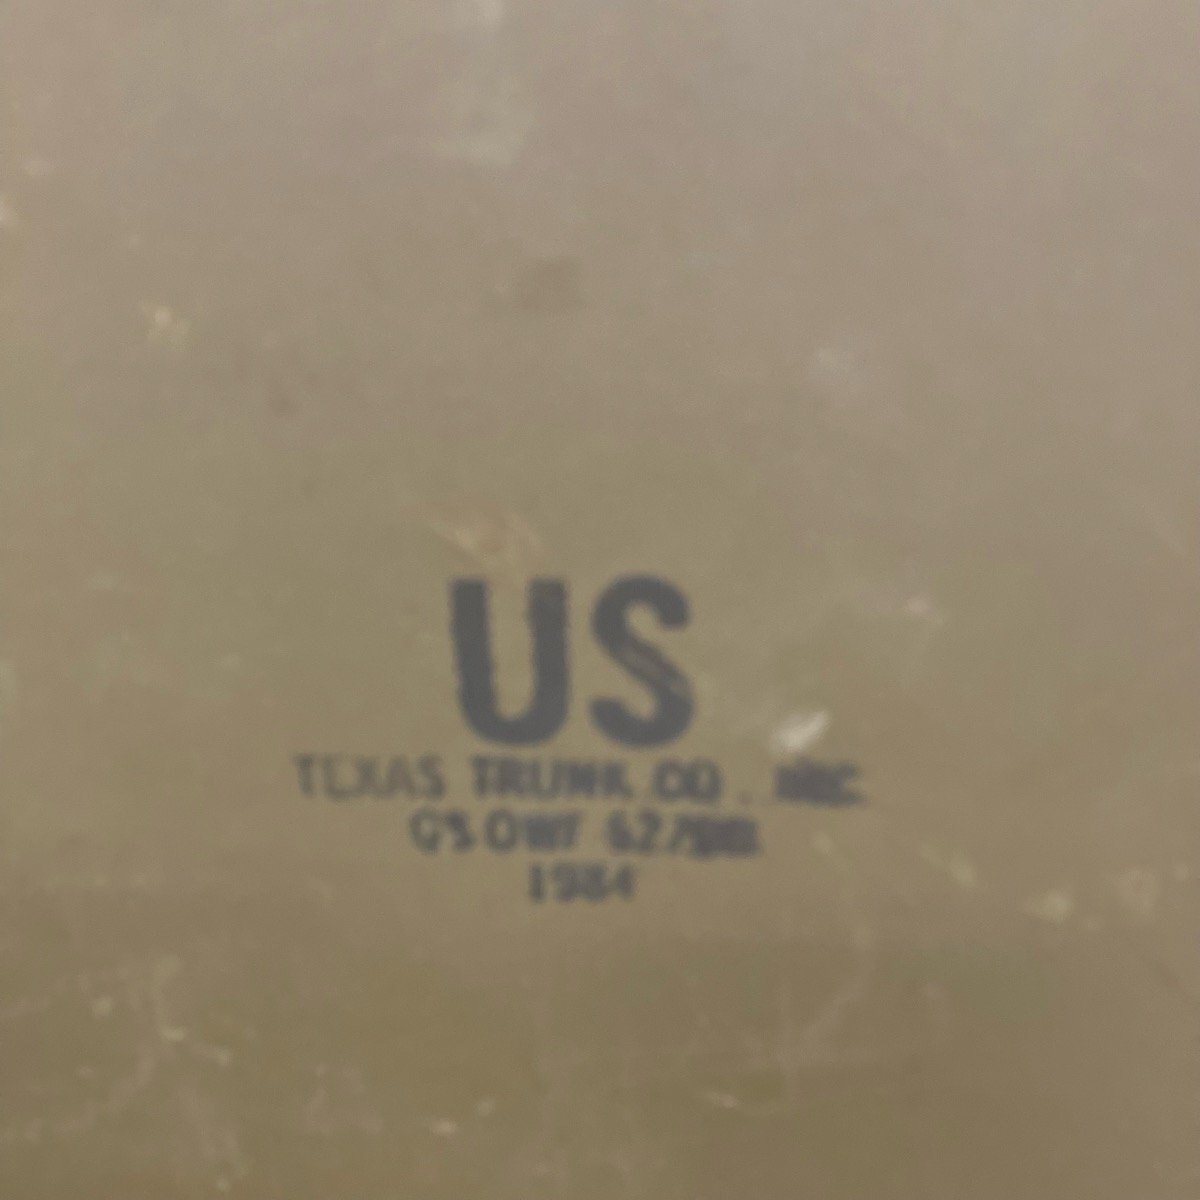 US
TEXAS TRUNK CO., INC.
1984